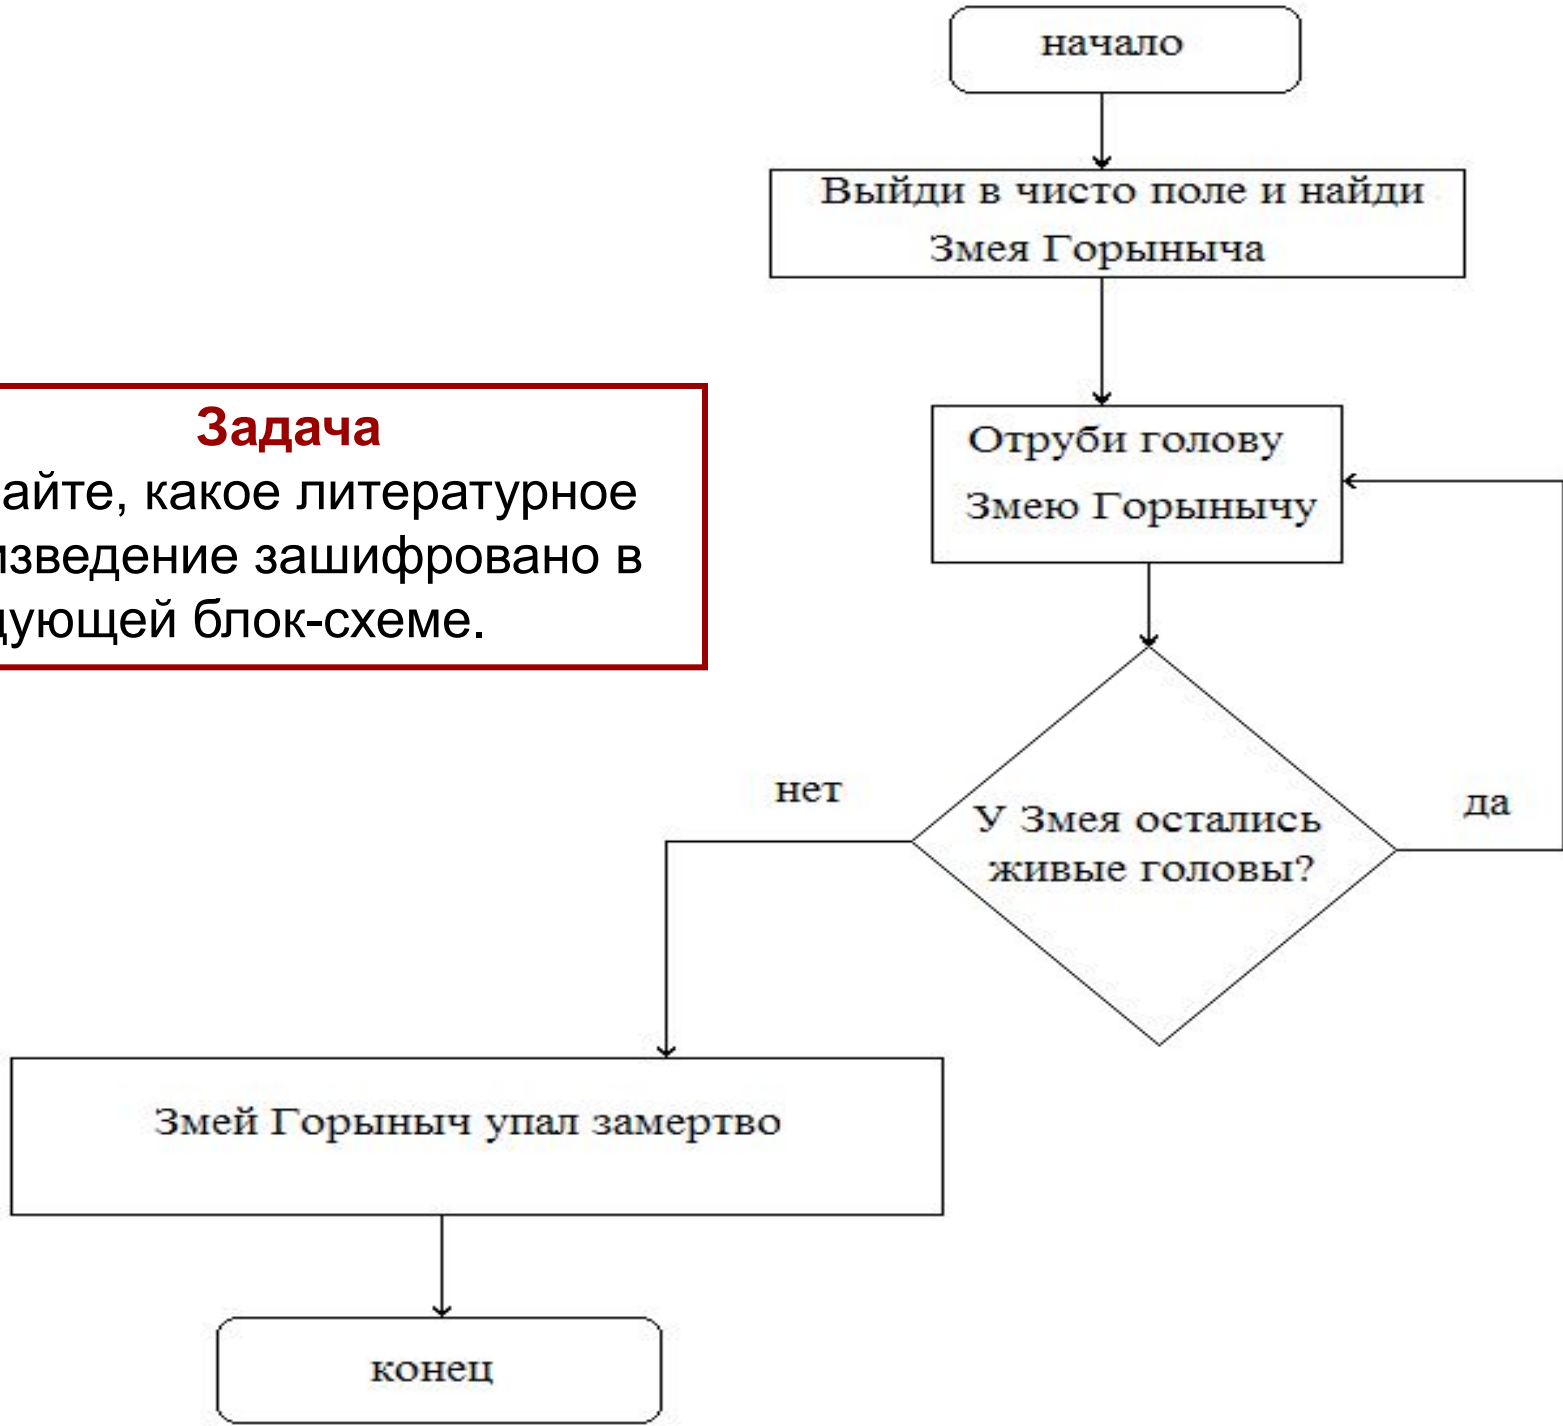 начало
Выйди в чисто поле и найди
Змея Горыныча
Задача
айте, какое литературное
изведение зашифровано в
дующей блок-схеме.
Отруби голову
Змею Горынычу
нет
да
У Змея остались
живые головы?
Змей Горыныч упал замертво
конец